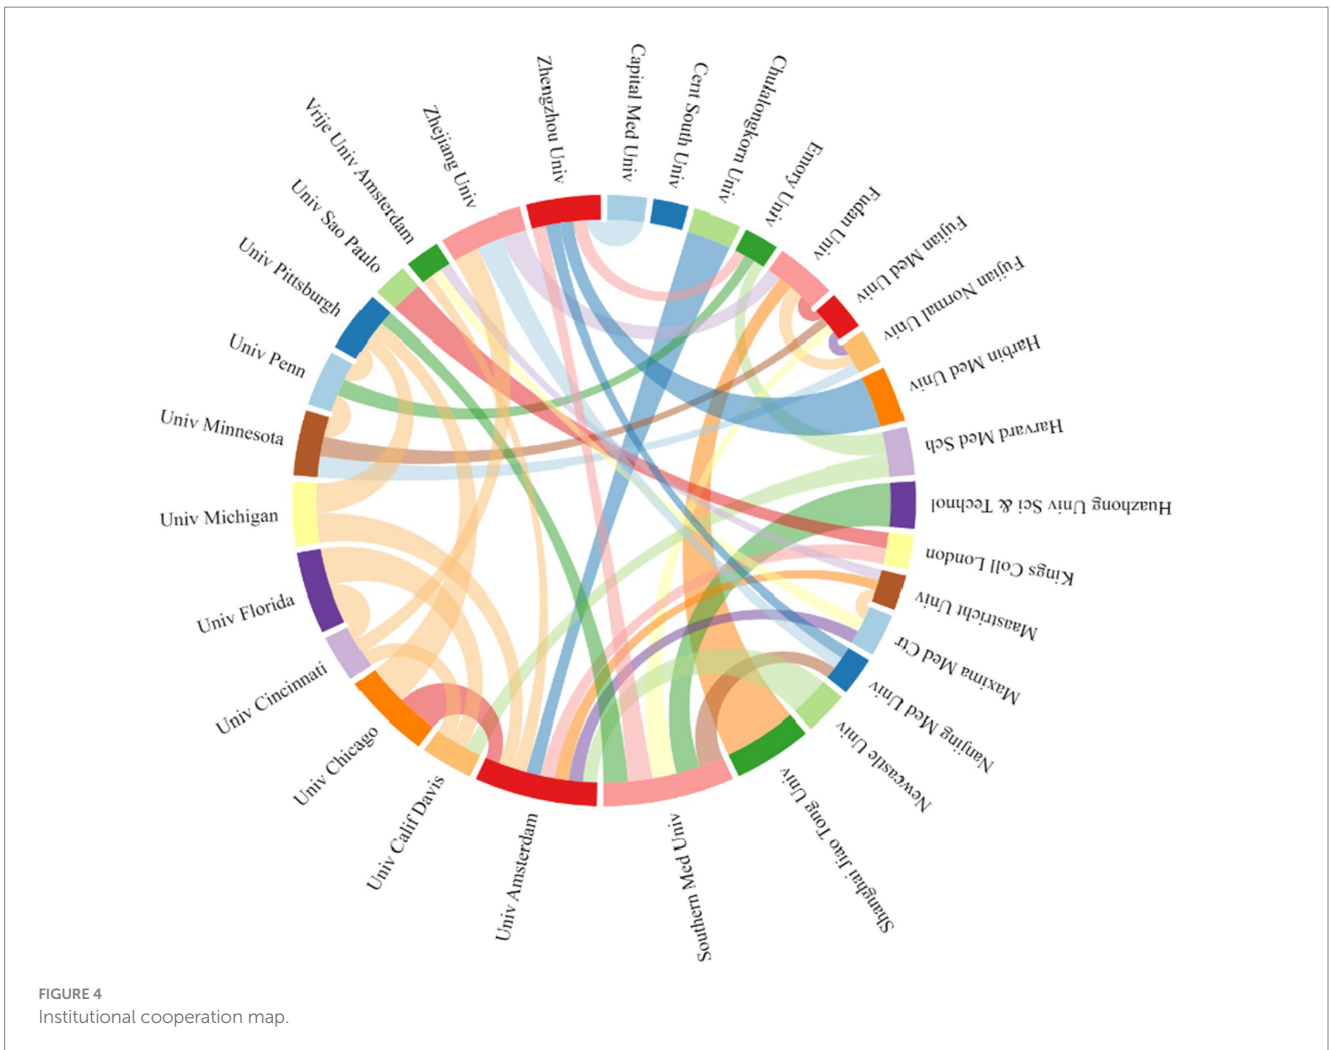 Capital Med Univ
Cent South Univ
Chulalongkorn Univ
Emory Univ
Fudan Univ
Fujian Med Univ
Fujian Normal Univ
Harbin Med Univ
Harvard Med Sch
Huazhong Univ Sci & Technol
Kings Coll London
Maastricht Univ
Maxima Med Ctr
Nanjing Med Univ
Newcastle Univ
Shanghai Jiao Tong Univ
Southern Med Univ
Univ Amsterdam
Univ Calif Davis
Univ Chicago
Univ Cincinnati
Univ Florida
Univ Michigan
Univ Minnesota
Univ Penn
Univ Pittsburgh
Univ Sao Paulo
Vrije Univ Amsterdam
Zhejiang Univ
Zhengzhou Univ
FIGURE 4
Institutional cooperation map.